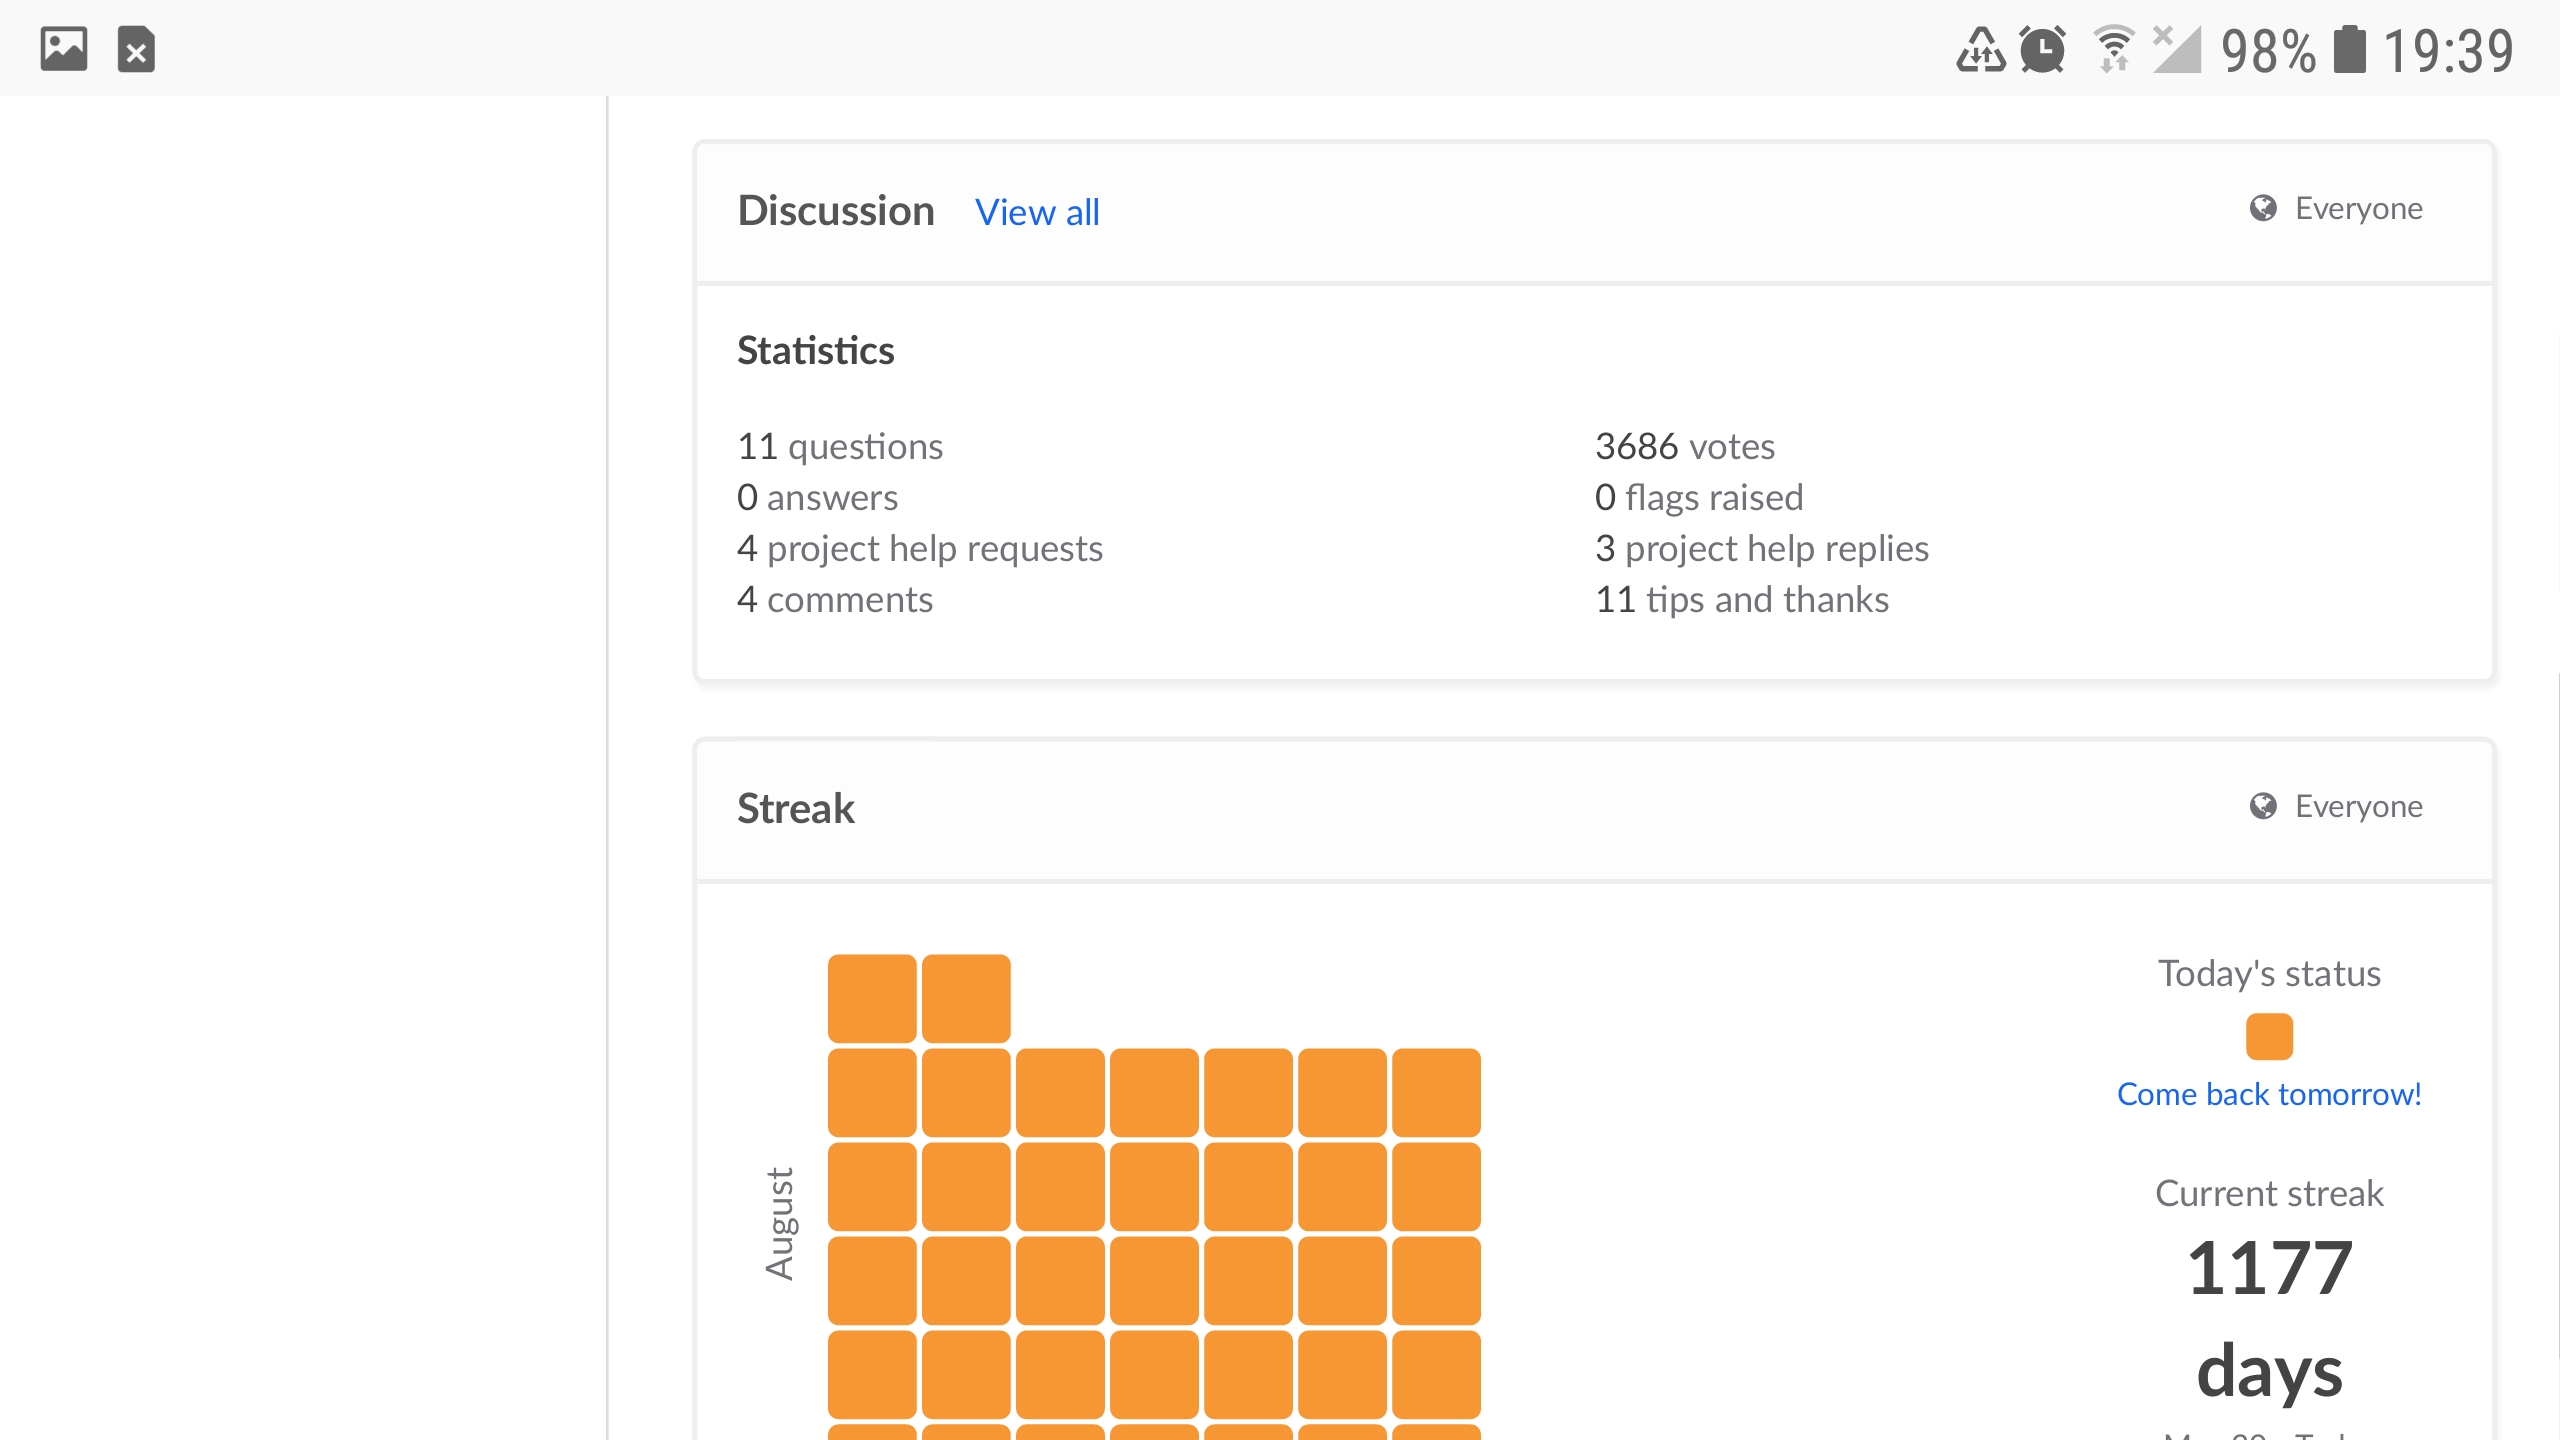 98% 19:39
Discussion View all Everyone
Statistics
11 questions
0 answers
4 project help requests
4 comments
3686 votes
0 flags raised
3 project help replies
11 tips and thanks
Streak Everyone
August
Today's status
Come back tomorrow!
Current streak
1177
days